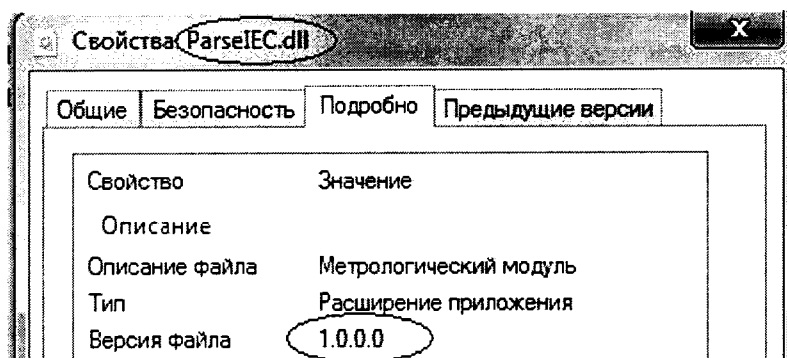 Свойства: ParseIEC.dll
X
Общие Безопасность Подробно Предыдущие версии
Свойство Значение
Описание
Описание файла Метрологический модуль
Тип Расширение приложения
Версия файла 1.0.0.0